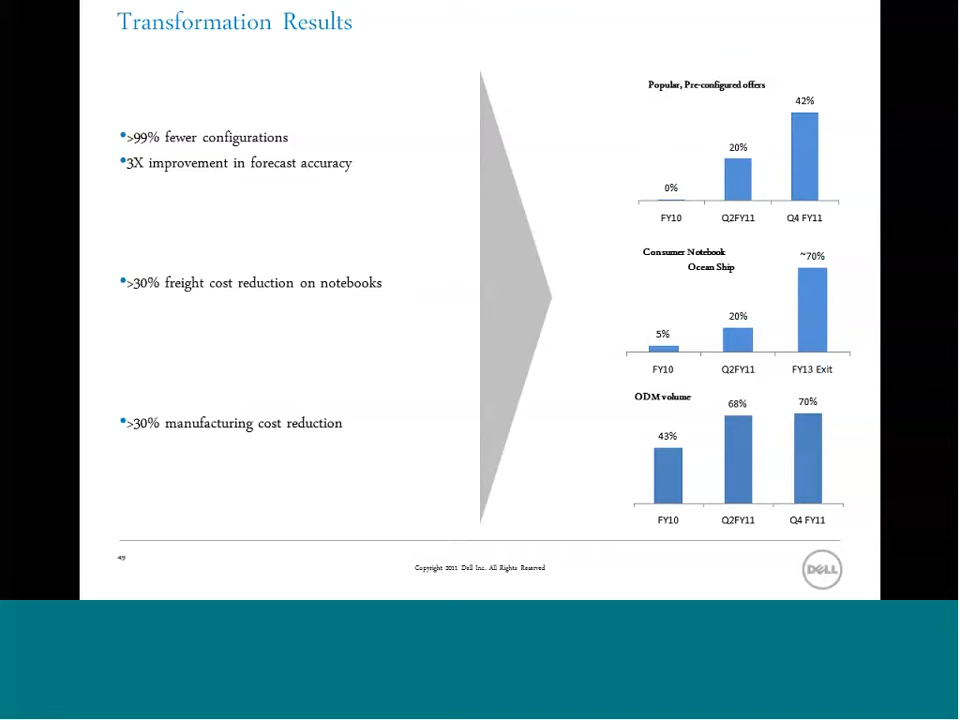 Transformation Results
•>99% fewer configurations
•3X improvement in forecast accuracy
•>30% freight cost reduction on notebooks
•>30% manufacturing cost reduction
Popular, Pre-configured offers
42%
20%
0%
FY10 Q2FY11 Q4 FY11
Consumer Notebook
Ocean Ship
~70%
20%
5%
FY10 Q2FY11 FY13 Exit
ODM volume
68%
70%
43%
FY10 Q2FY11 Q4 FY11
49
Copyright 2011 Dell Inc. All Rights Reserved
DELL